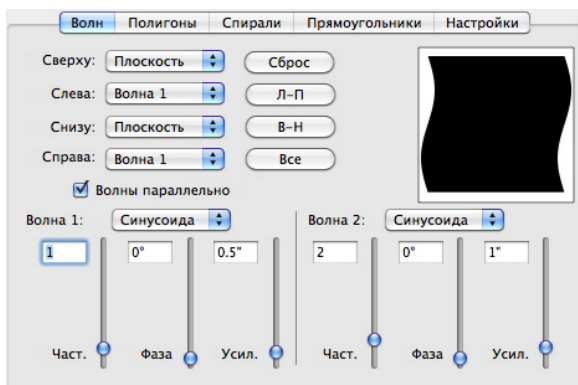 Волн Полигоны Спирали Прямоугольники Настройки
Сверху: Плоскость Сброс
Слева: Волна 1 Л-П
Снизу: Плоскость В-Н
Справа: Волна 1 Все
Волны параллельно
Волна 1: Синусоида Волна 2: Синусоида
1 0° 0.5" 2 0° 1"
Част. Фаза Усил. Част. Фаза Усил.